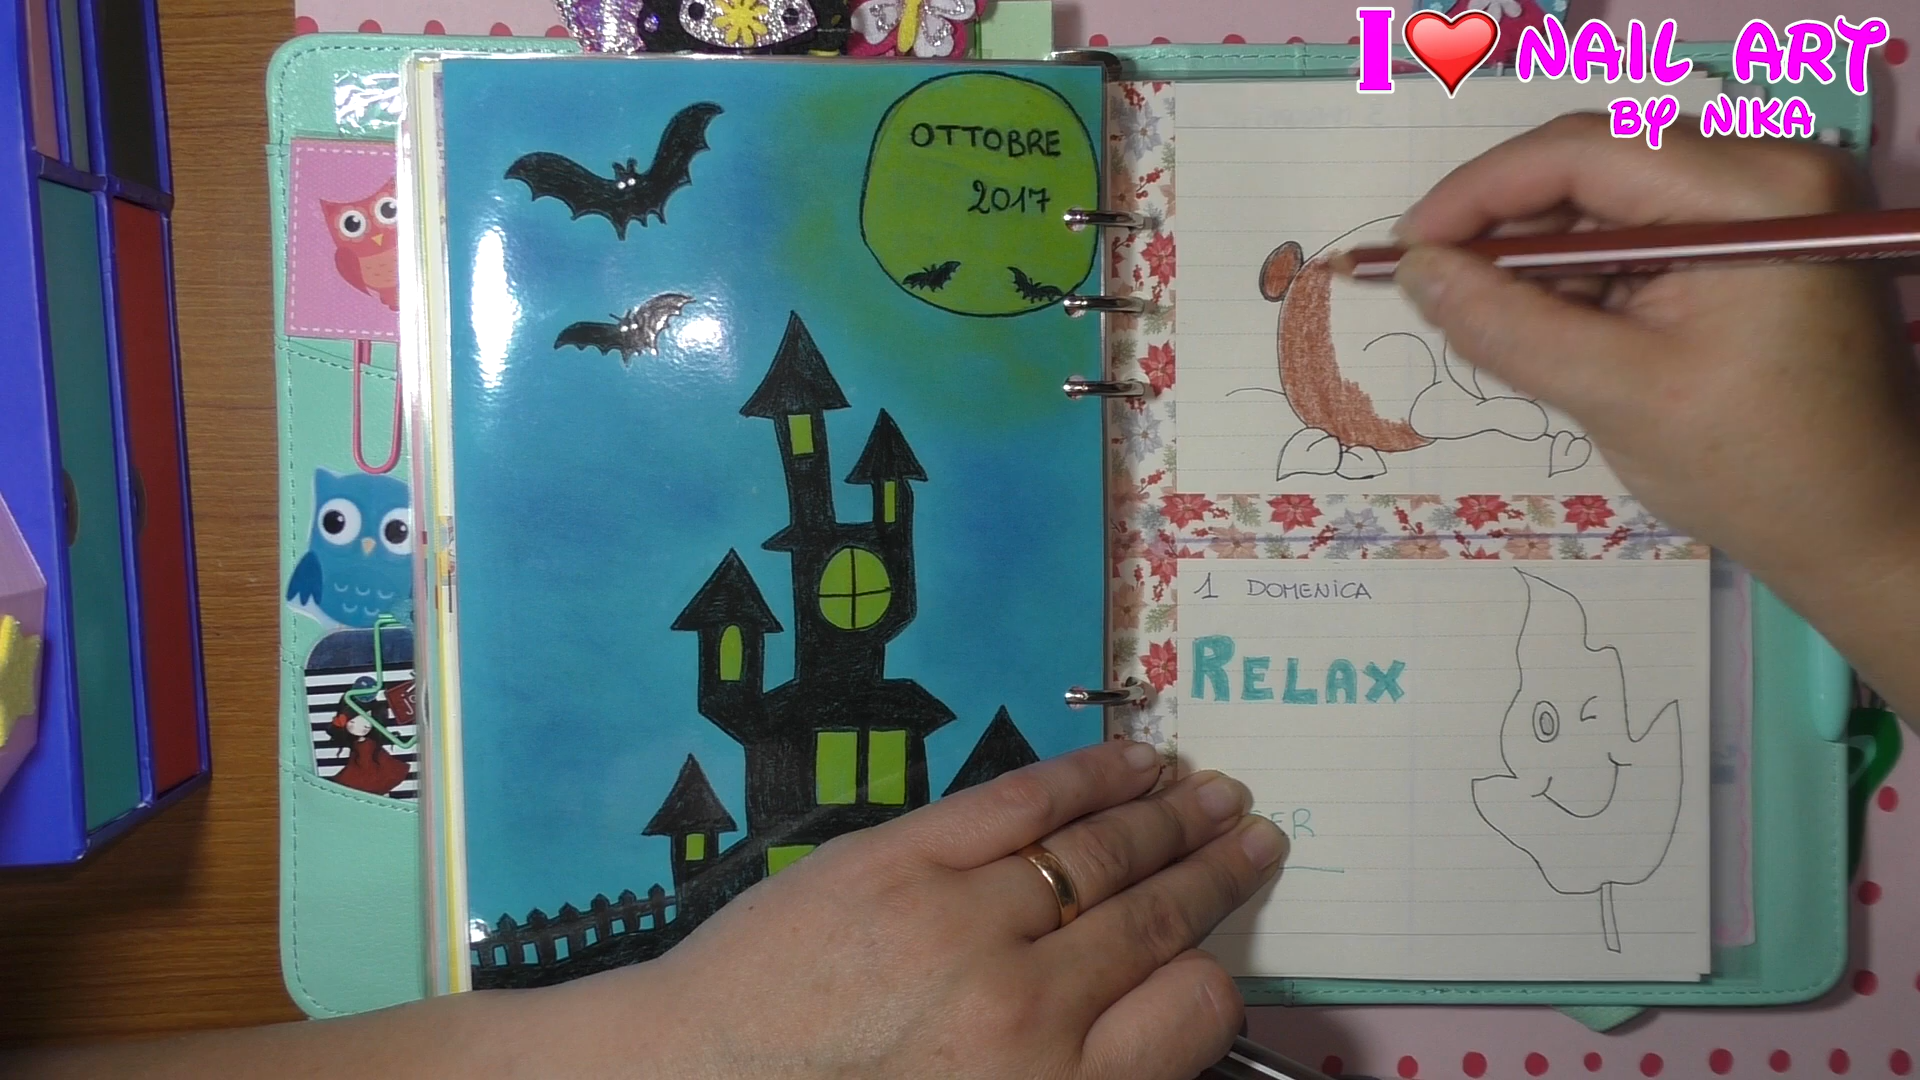 I ❤ NAIL ART
BY NIKA
OTTOBRE
2017
1 DOMENICA
RELAX